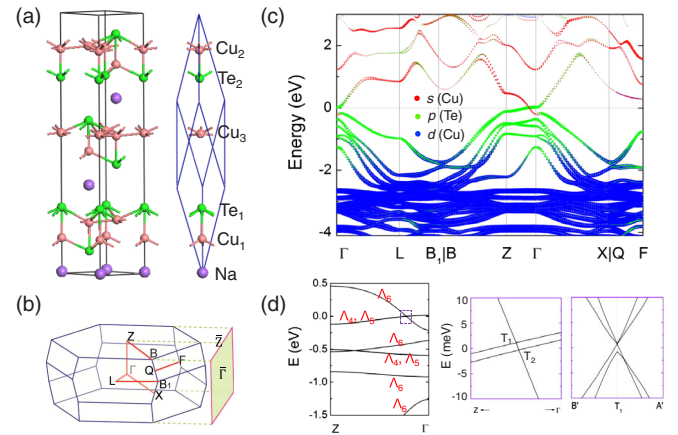 (a)
Cu2
Te2
Cu3
Te1
Cu1
Na
(b)
Z
B
F
Γ
Q
L
B1
X
Z̄
Γ̄
(c)
Energy (eV)
2
0
-2
-4
s (Cu)
p (Te)
d (Cu)
Γ L B1|B Z Γ X|Q F
(d)
E (eV)
0.5
0.0
-0.5
-1.0
-1.5
Λ6
Λ4, Λ5
Λ6
Λ4, Λ5
Λ6
Λ6
Z Γ
E (meV)
10
5
0
-5
-10
T1
T2
Z ← →Γ
B' T1 A'